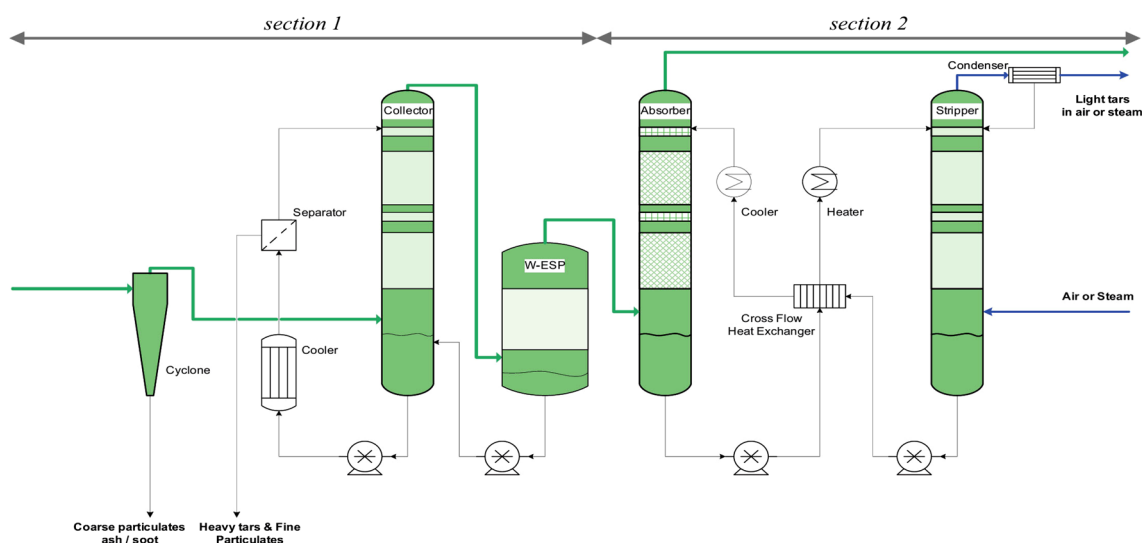 section 1
section 2
Condenser
Collector
Absorber
Stripper
Light tars
in air or steam
Cooler
Heater
Separator
W-ESP
Air or Steam
Cross Flow
Heat Exchanger
Cyclone
Cooler
Coarse particulates
ash / soot
Heavy tars & Fine
Particulates